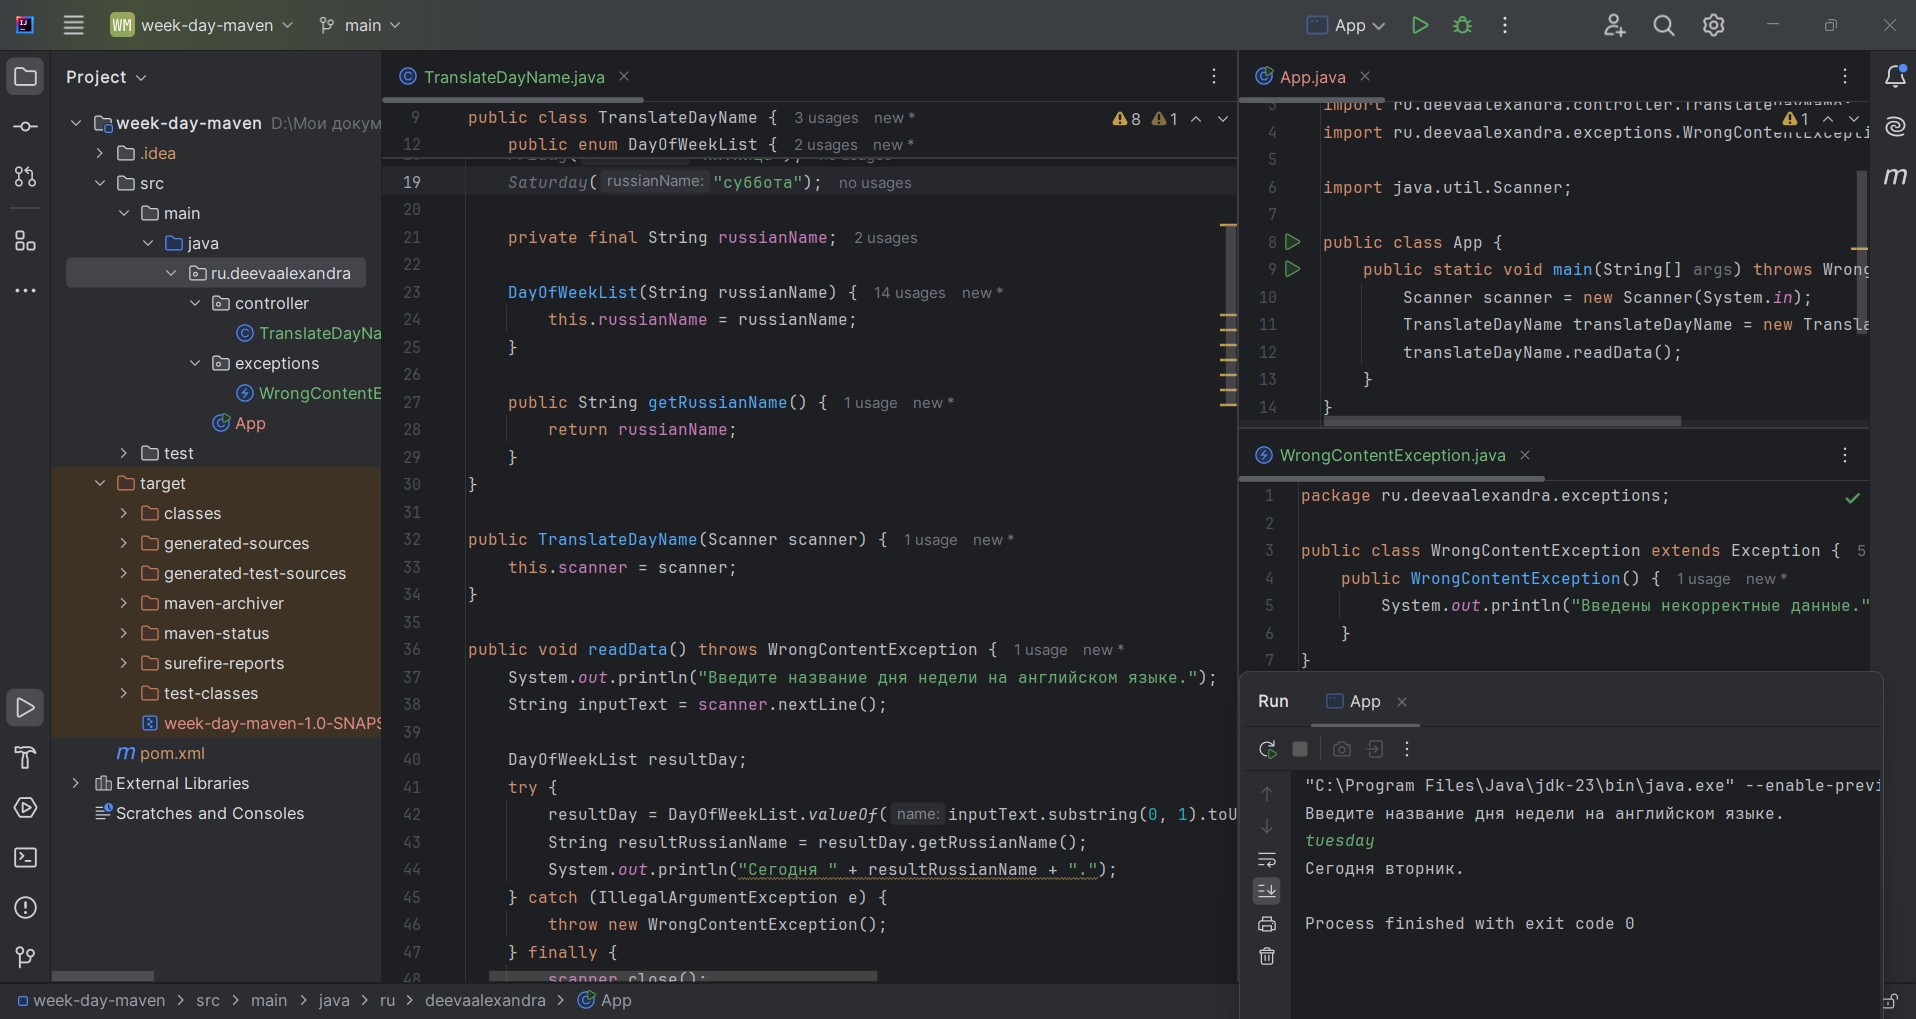 WM week-day-maven main App
Project
week-day-maven D:\Мои докум
.idea
src
main
java
ru.deevaalexandra
controller
TranslateDayNa
exceptions
WrongContentE
App
test
target
classes
generated-sources
generated-test-sources
maven-archiver
maven-status
surefire-reports
test-classes
week-day-maven-1.0-SNAPS
pom.xml
External Libraries
Scratches and Consoles
TranslateDayName.java
8 1
9 public class TranslateDayName { 3 usages new *
12 public enum DayOfWeekList { 2 usages new *
19 Saturday( russianName: "суббота"); no usages
20
21 private final String russianName; 2 usages
22
23 DayOfWeekList(String russianName) { 14 usages new *
24 this.russianName = russianName;
25 }
26
27 public String getRussianName() { 1 usage new *
28 return russianName;
29 }
30 }
31
32 public TranslateDayName(Scanner scanner) { 1 usage new *
33 this.scanner = scanner;
34 }
35
36 public void readData() throws WrongContentException { 1 usage new *
37 System.out.println("Введите название дня недели на английском языке.");
38 String inputText = scanner.nextLine();
39
40 DayOfWeekList resultDay;
41 try {
42 resultDay = DayOfWeekList.valueOf( name: inputText.substring(0, 1).toU
43 String resultRussianName = resultDay.getRussianName();
44 System.out.println("Сегодня " + resultRussianName + ".");
45 } catch (IllegalArgumentException e) {
46 throw new WrongContentException();
47 } finally {
48 scanner.close();
App.java
1
3 import ru.deevaalexandra.controller.TranslateDayName;
4 import ru.deevaalexandra.exceptions.WrongContentExcepti
5
6 import java.util.Scanner;
7
8 public class App {
9 public static void main(String[] args) throws Wrong
10 Scanner scanner = new Scanner(System.in);
11 TranslateDayName translateDayName = new Transla
12 translateDayName.readData();
13 }
14 }
WrongContentException.java
1 package ru.deevaalexandra.exceptions;
2
3 public class WrongContentException extends Exception { 5
4 public WrongContentException() { 1 usage new *
5 System.out.println("Введены некорректные данные."
6 }
7 }
Run App
"C:\Program Files\Java\jdk-23\bin\java.exe" --enable-previ
Введите название дня недели на английском языке.
tuesday
Сегодня вторник.
Process finished with exit code 0
week-day-maven > src > main > java > ru > deevaalexandra > App